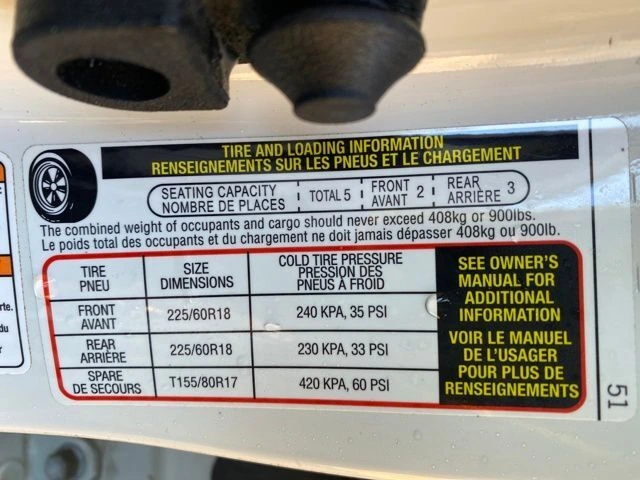 TIRE AND LOADING INFORMATION
RENSEIGNEMENTS SUR LES PNEUS ET LE CHARGEMENT
SEATING CAPACITY
NOMBRE DE PLACES
TOTAL 5
FRONT
AVANT 2
REAR
ARRIÈRE 3
The combined weight of occupants and cargo should never exceed 408kg or 900lbs.
Le poids total des occupants et du chargement ne doit jamais dépasser 408kg ou 900lb.
TIRE
PNEU
SIZE
DIMENSIONS
COLD TIRE PRESSURE
PRESSION DES
PNEUS À FROID
FRONT
AVANT
225/60R18
240 KPA, 35 PSI
REAR
ARRIÈRE
225/60R18
230 KPA, 33 PSI
SPARE
DE SECOURS
T155/80R17
420 KPA, 60 PSI
SEE OWNER'S
MANUAL FOR
ADDITIONAL
INFORMATION
VOIR LE MANUEL
DE L'USAGER
POUR PLUS DE
RENSEIGNEMENTS
51
rte.
du